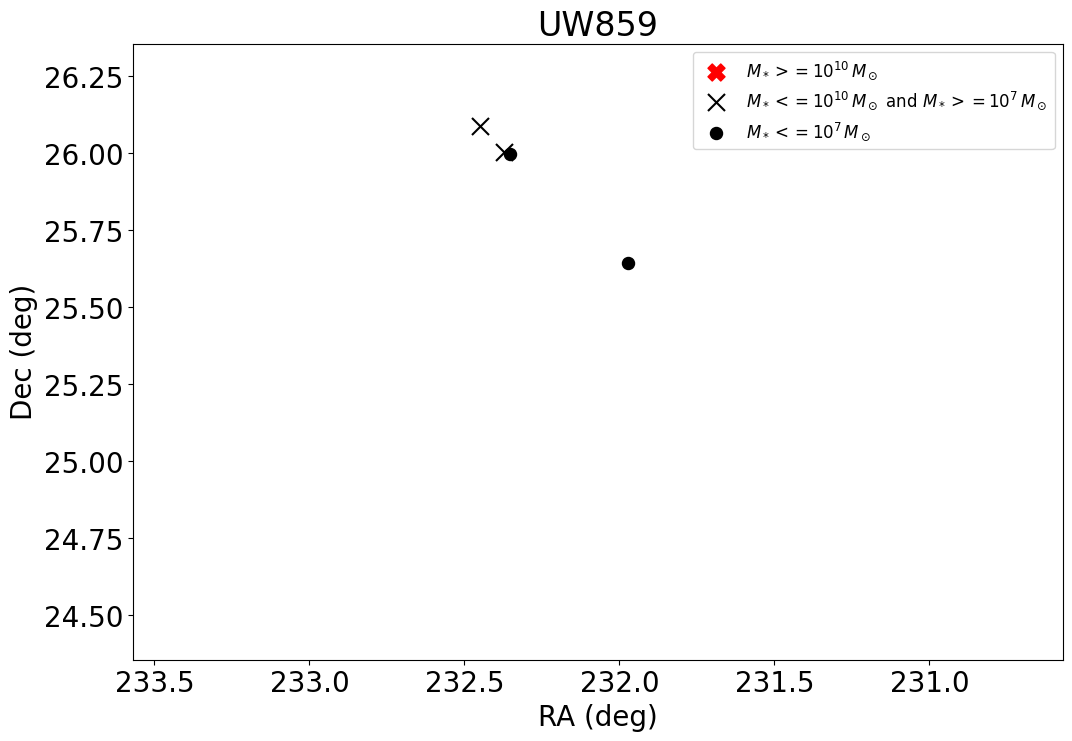 UW859
M* >= 10^10 M⊙
M* <= 10^10 M⊙ and M* >= 10^7 M⊙
M* <= 10^7 M⊙
26.25
26.00
25.75
25.50
25.25
25.00
24.75
24.50
Dec (deg)
233.5 233.0 232.5 232.0 231.5 231.0
RA (deg)